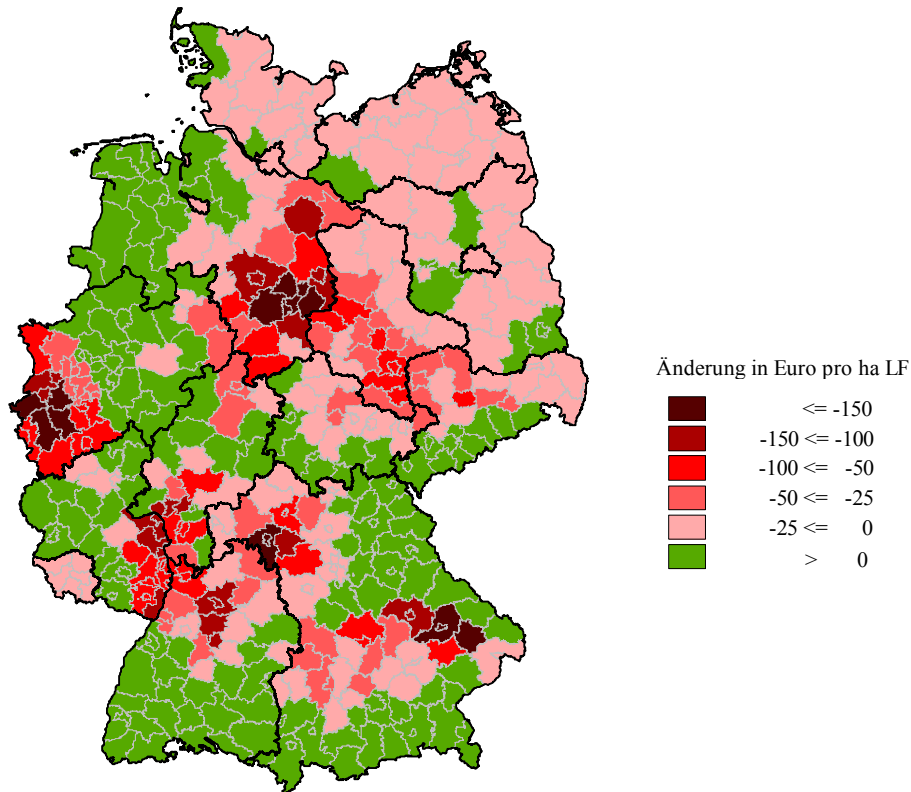 Änderung in Euro pro ha LF
<= -150
-150 <= -100
-100 <= -50
-50 <= -25
-25 <= 0
> 0